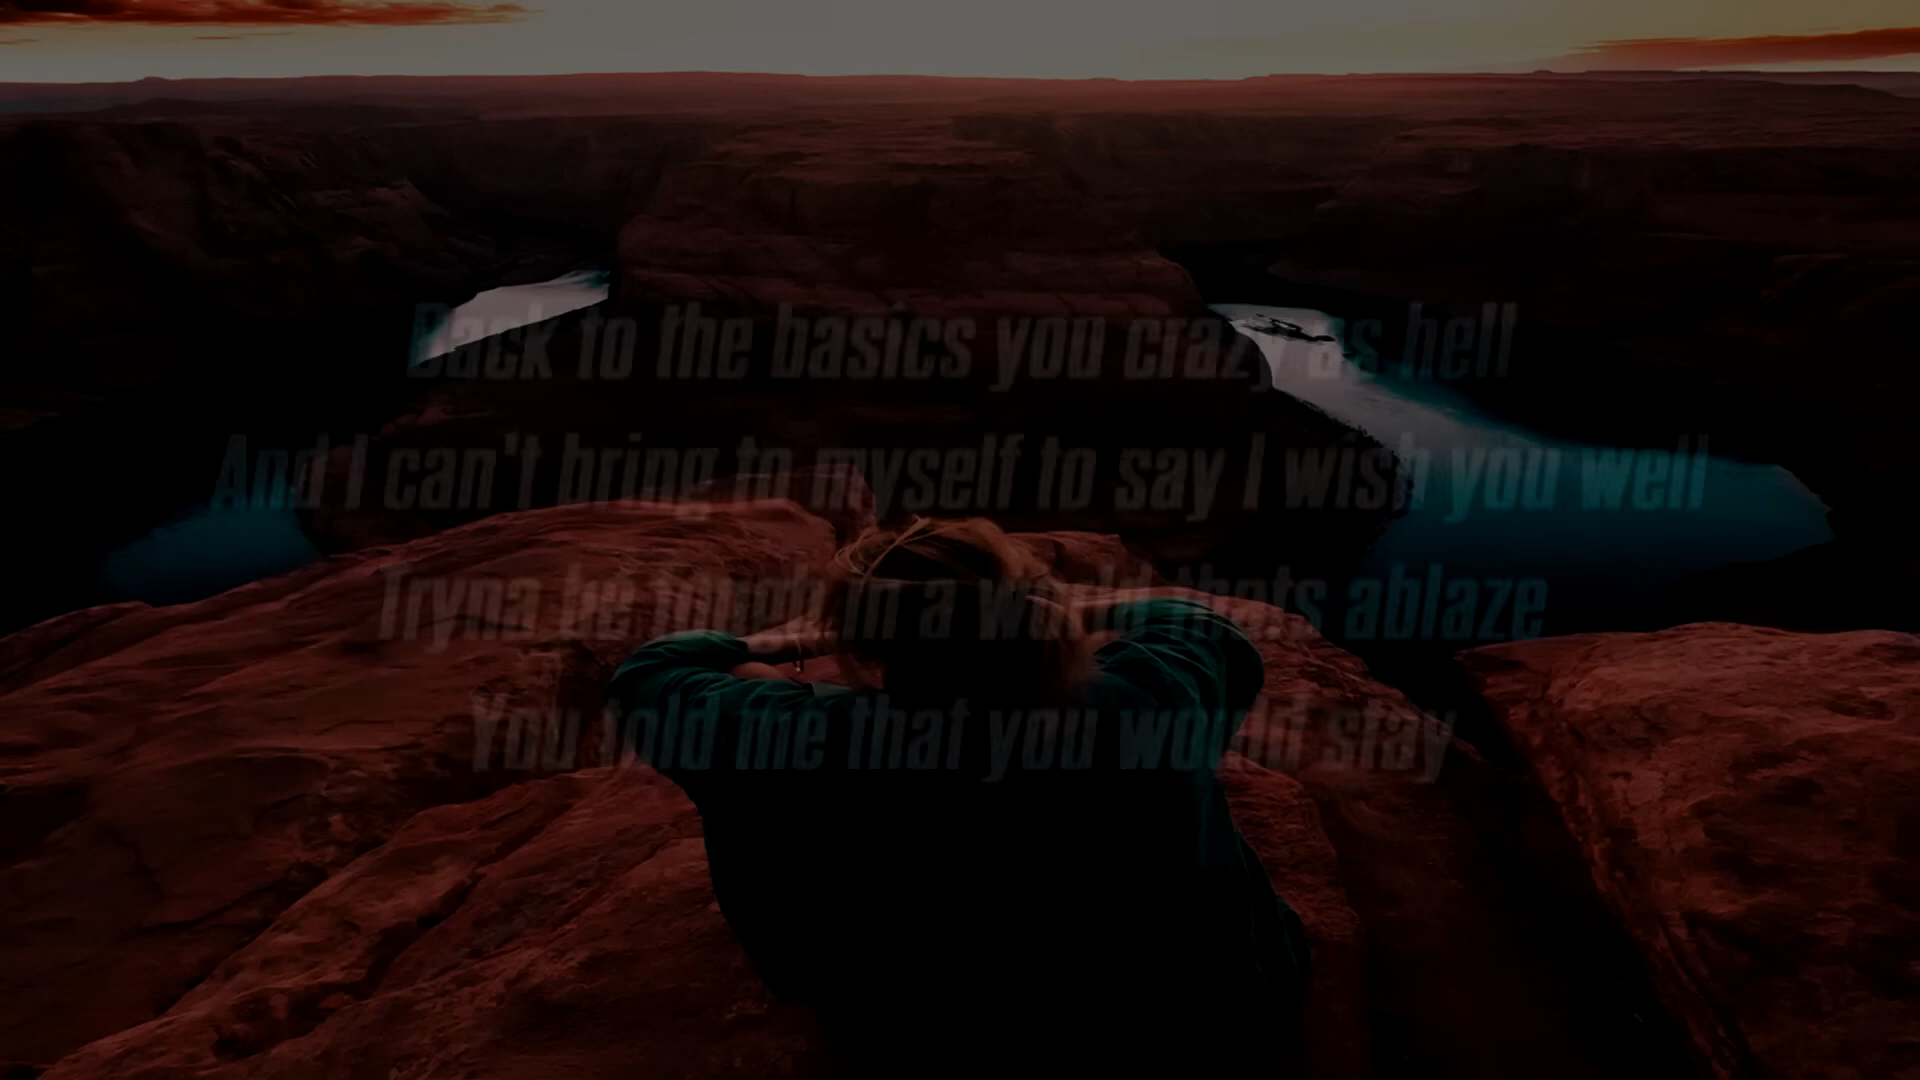 Back to the basics you crazy as hell
And I can't bring to myself to say I wish you well
Tryna be tough in a world thats ablaze
You told me that you would stay